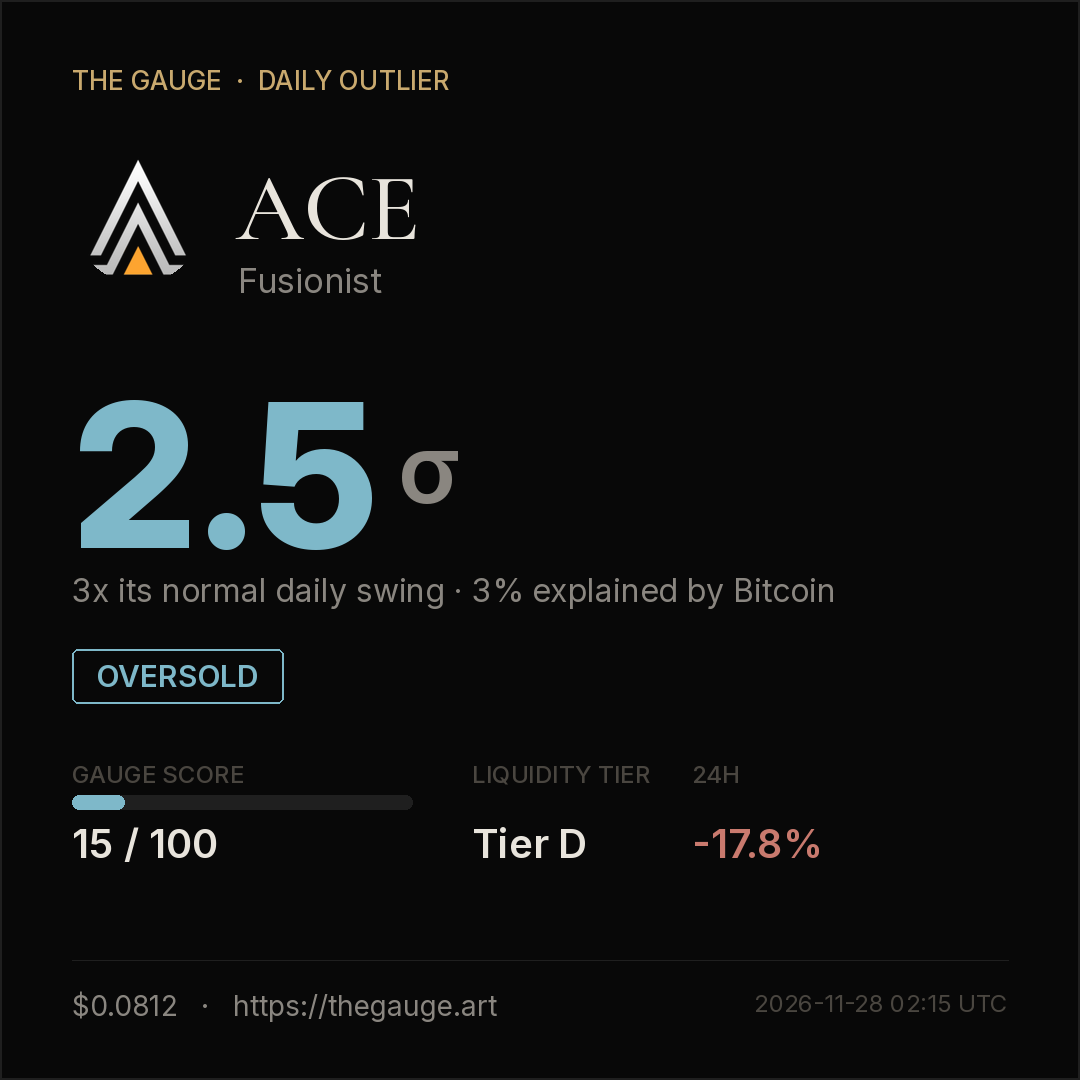 THE GAUGE · DAILY OUTLIER
ACE
Fusionist
2.5 σ
3x its normal daily swing · 3% explained by Bitcoin
OVERSOLD
GAUGE SCORE LIQUIDITY TIER 24H
15 / 100 Tier D -17.8%
$0.0812 · https://thegauge.art 2026-11-28 02:15 UTC